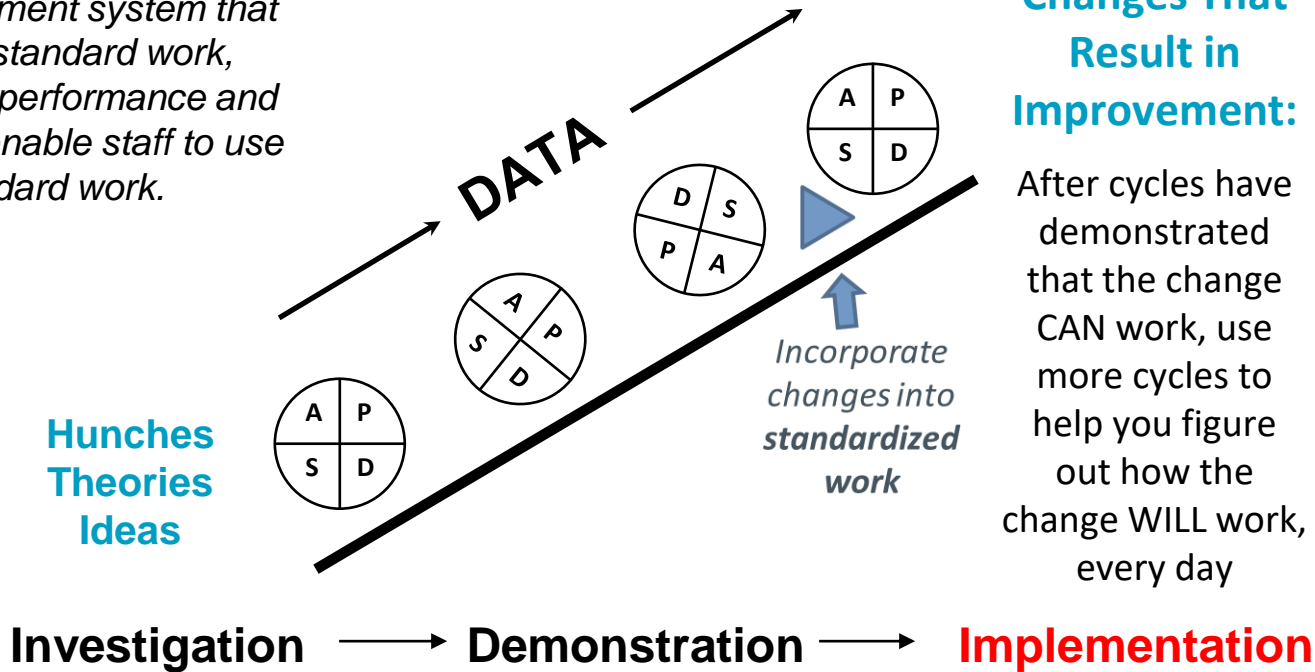 ment system that
standard work,
performance and
nable staff to use
dard work.
DATA
Changes That
Result in
Improvement:
After cycles have
demonstrated
that the change
CAN work, use
more cycles to
help you figure
out how the
change WILL work,
every day
A P
S D
D S
P A
A
S P
D
A P
S D
Incorporate
changes into
standardized
work
Hunches
Theories
Ideas
Investigation Demonstration Implementation